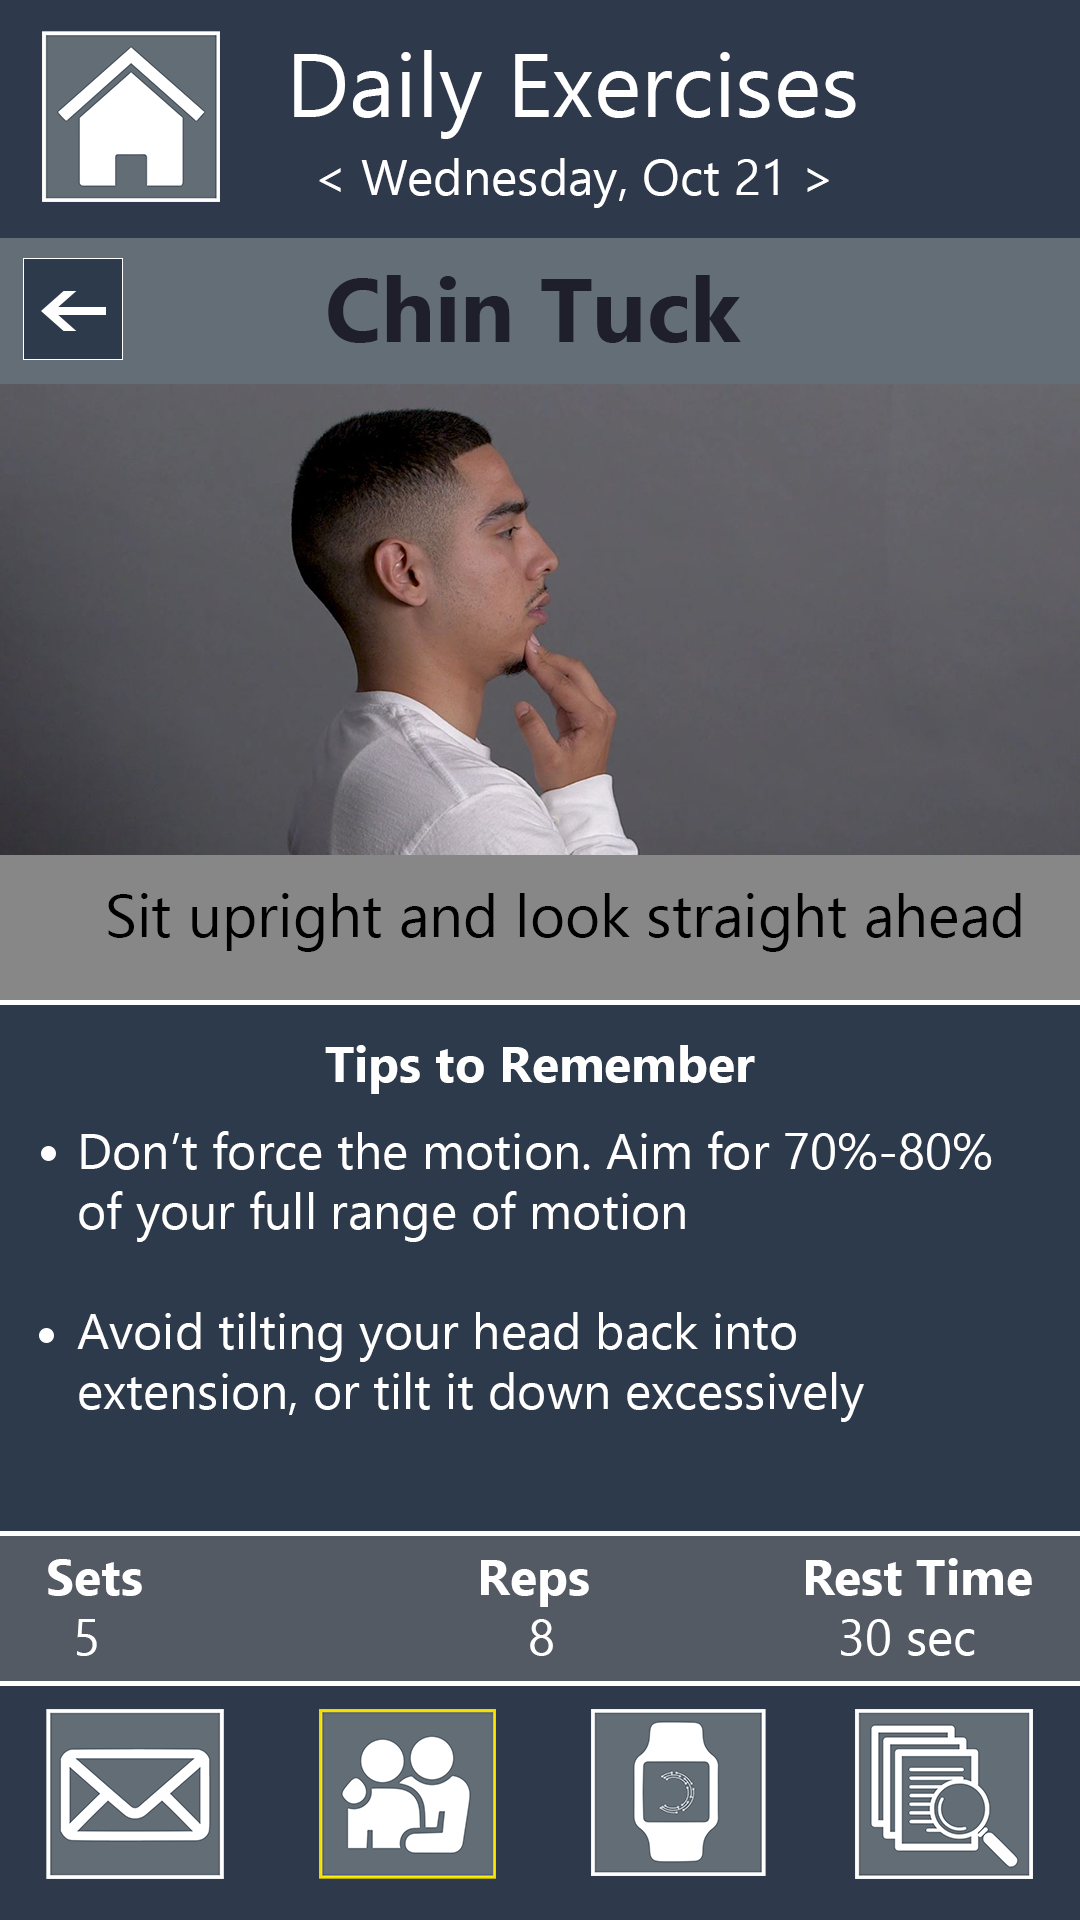 Daily Exercises
< Wednesday, Oct 21 >
Chin Tuck
Sit upright and look straight ahead
Tips to Remember
• Don’t force the motion. Aim for 70%-80%
of your full range of motion
• Avoid tilting your head back into
extension, or tilt it down excessively
Sets Reps Rest Time
5 8 30 sec